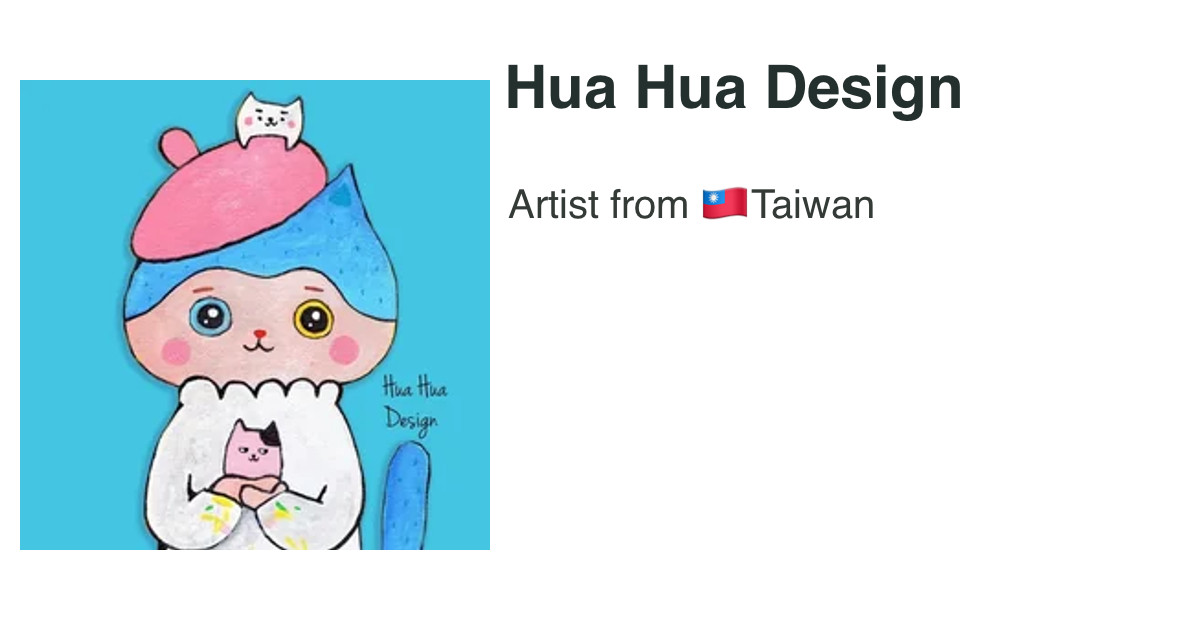 Hua Hua Design
Artist from 🇹🇼Taiwan
Hua Hua
Design